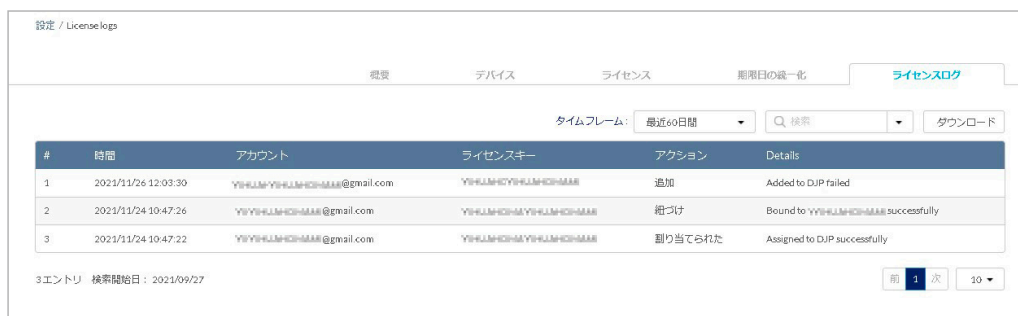 設定 / License logs
概要 デバイス ライセンス 期限日の統一化 ライセンスログ
タイムフレーム: 最近60日間 検索 ダウンロード
# 時間 アカウント ライセンスキー アクション Details
1 2021/11/26 12:03:30 @gmail.com 追加 Added to DJP failed
2 2021/11/24 10:47:26 @gmail.com 紐づけ Bound to successfully
3 2021/11/24 10:47:22 @gmail.com 割り当てられた Assigned to DJP successfully
3エントリ 検索開始日: 2021/09/27 前 1 次 10